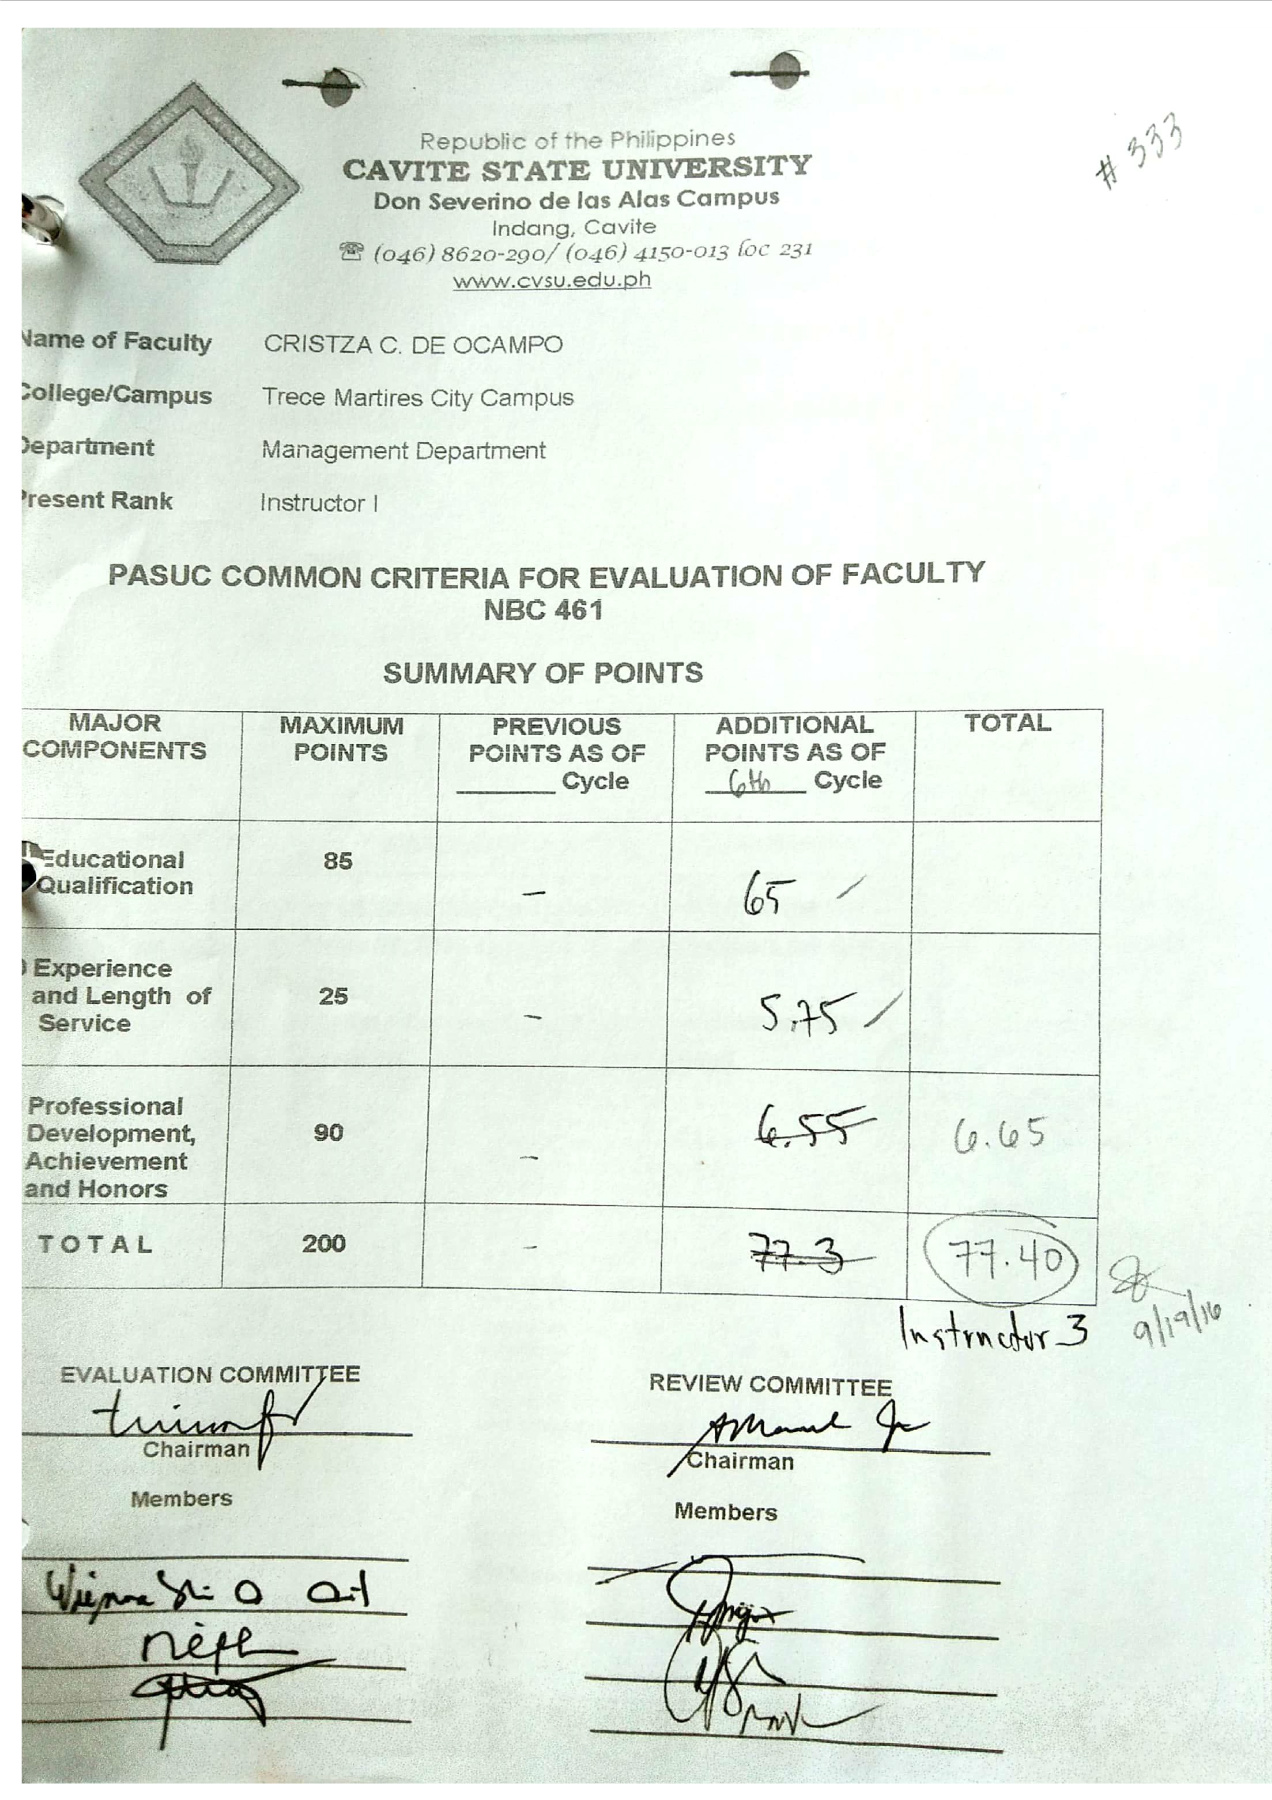 # 333
Republic of the Philippines
CAVITE STATE UNIVERSITY
Don Severino de las Alas Campus
Indang, Cavite
☏ (046) 8620-290/ (046) 4150-013 loc 231
www.cvsu.edu.ph
Name of Faculty CRISTZA C. DE OCAMPO
College/Campus Trece Martires City Campus
Department Management Department
Present Rank Instructor I
PASUC COMMON CRITERIA FOR EVALUATION OF FACULTY
NBC 461
SUMMARY OF POINTS
MAJOR MAXIMUM PREVIOUS ADDITIONAL TOTAL
COMPONENTS POINTS POINTS AS OF POINTS AS OF
______ Cycle 6th Cycle
Educational 85
Qualification – 65
Experience
and Length of 25
Service – 5.75
Professional
Development, 90 6.55 6.65
Achievement –
and Honors
TOTAL 200 – 77.3 77.40
Instructor 3 9/19/16
EVALUATION COMMITTEE REVIEW COMMITTEE
Chairman Chairman
Members Members